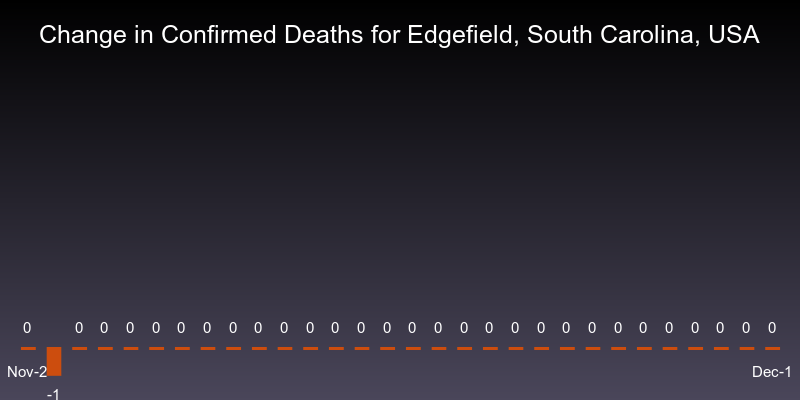 Change in Confirmed Deaths for Edgefield, South Carolina, USA
0 0 0 0 0 0 0 0 0 0 0 0 0 0 0 0 0 0 0 0 0 0 0 0 0 0 0 0 0
Nov-2 Dec-1
-1